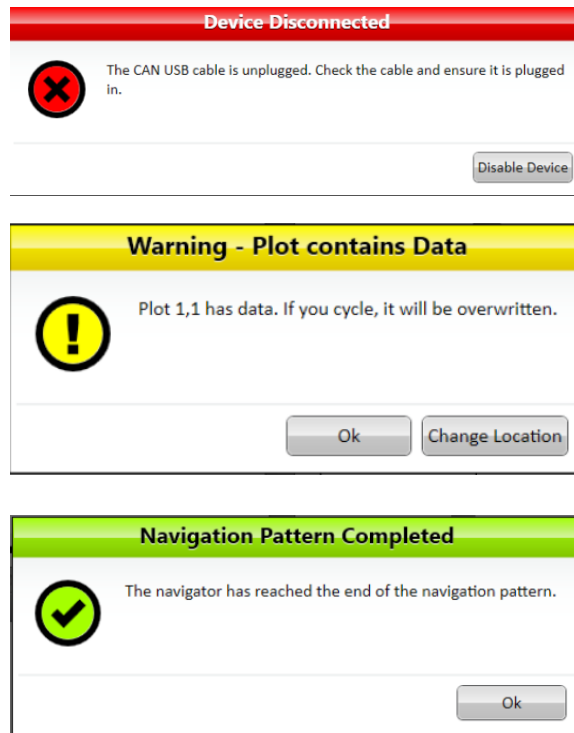 Device Disconnected
The CAN USB cable is unplugged. Check the cable and ensure it is plugged
in.
Disable Device
Warning - Plot contains Data
Plot 1,1 has data. If you cycle, it will be overwritten.
Ok
Change Location
Navigation Pattern Completed
The navigator has reached the end of the navigation pattern.
Ok